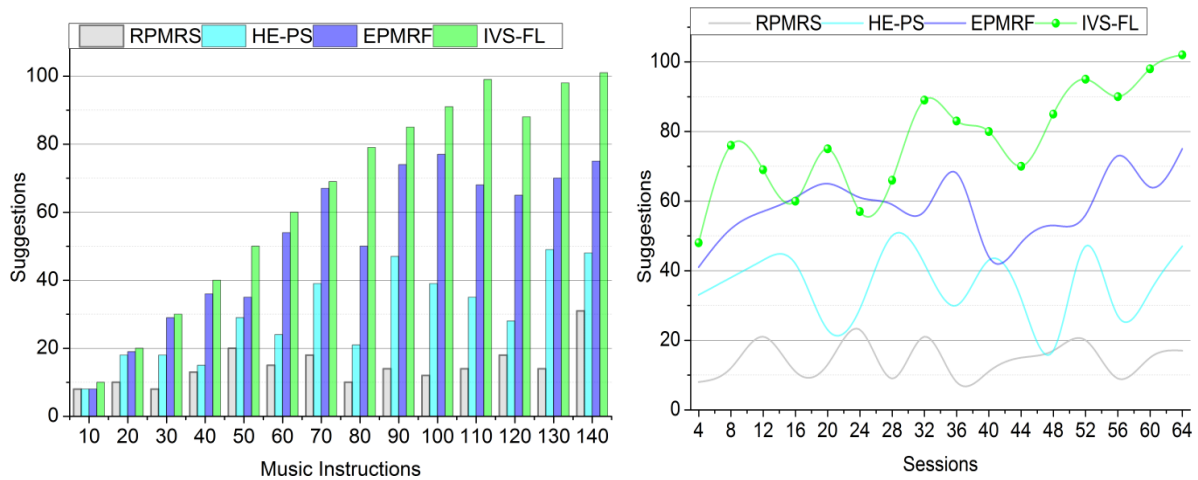 RPMRS HE-PS EPMRF IVS-FL
100
80
60
40
20
0
Suggestions
10 20 30 40 50 60 70 80 90 100 110 120 130 140
Music Instructions
RPMRS HE-PS EPMRF IVS-FL
100
80
60
40
20
0
Suggestions
4 8 12 16 20 24 28 32 36 40 44 48 52 56 60 64
Sessions